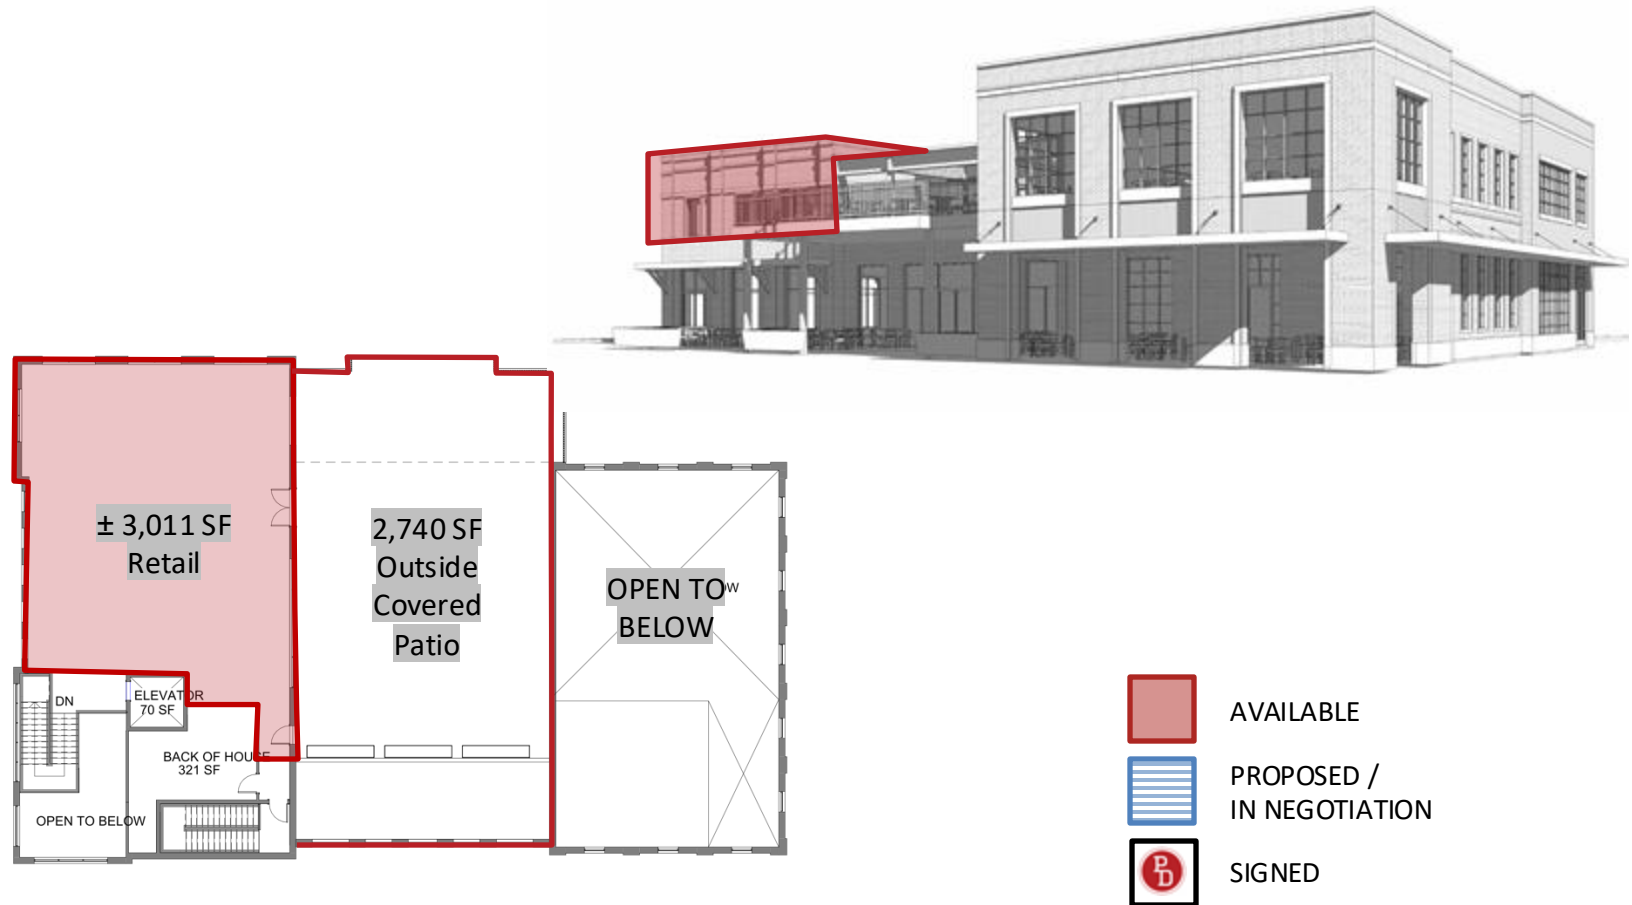 ± 3,011 SF
Retail
2,740 SF
Outside
Covered
Patio
OPEN TO
BELOW
W
DN
ELEVATOR
70 SF
BACK OF HOUSE
321 SF
OPEN TO BELOW
AVAILABLE
PROPOSED /
IN NEGOTIATION
PD
SIGNED